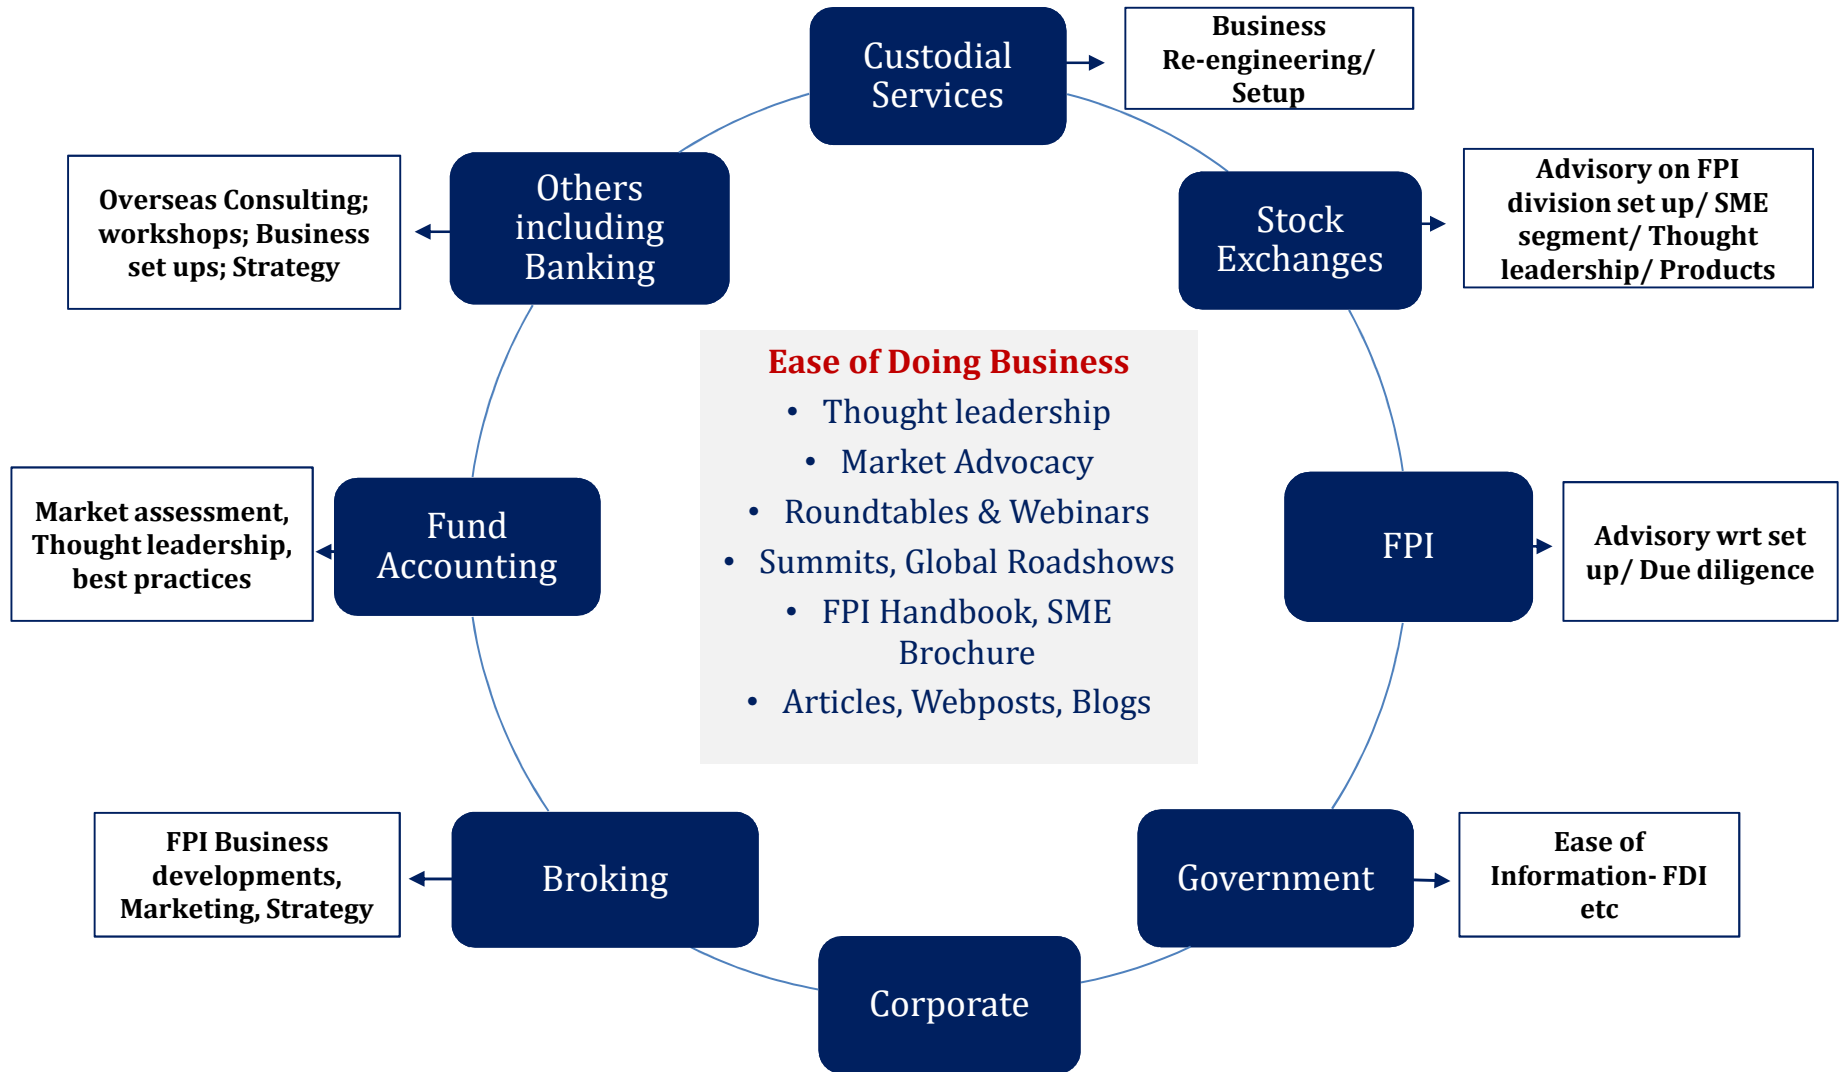 Custodial
Services
Business
Re-engineering/
Setup
Others
including
Banking
Overseas Consulting;
workshops; Business
set ups; Strategy
Stock
Exchanges
Advisory on FPI
division set up/ SME
segment/ Thought
leadership/ Products
Ease of Doing Business
• Thought leadership
• Market Advocacy
• Roundtables & Webinars
• Summits, Global Roadshows
• FPI Handbook, SME
Brochure
• Articles, Webposts, Blogs
Fund
Accounting
Market assessment,
Thought leadership,
best practices
FPI
Advisory wrt set
up/ Due diligence
Broking
FPI Business
developments,
Marketing, Strategy
Government
Ease of
Information- FDI
etc
Corporate